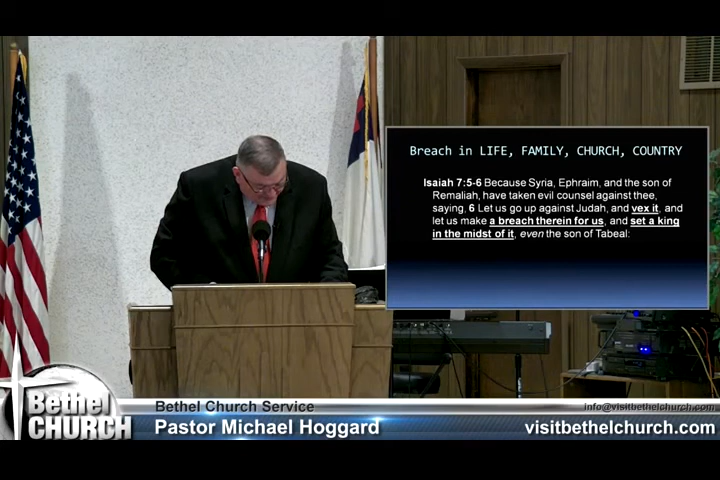 Breach in LIFE, FAMILY, CHURCH, COUNTRY
Isaiah 7:5-6 Because Syria, Ephraim, and the son of
Remaliah, have taken evil counsel against thee,
saying, 6 Let us go up against Judah, and vex it, and
let us make a breach therein for us, and set a king
in the midst of it, even the son of Tabeal:
Bethel
CHURCH
Bethel Church Service
info@visitbethelchurch.com
Pastor Michael Hoggard
visitbethelchurch.com